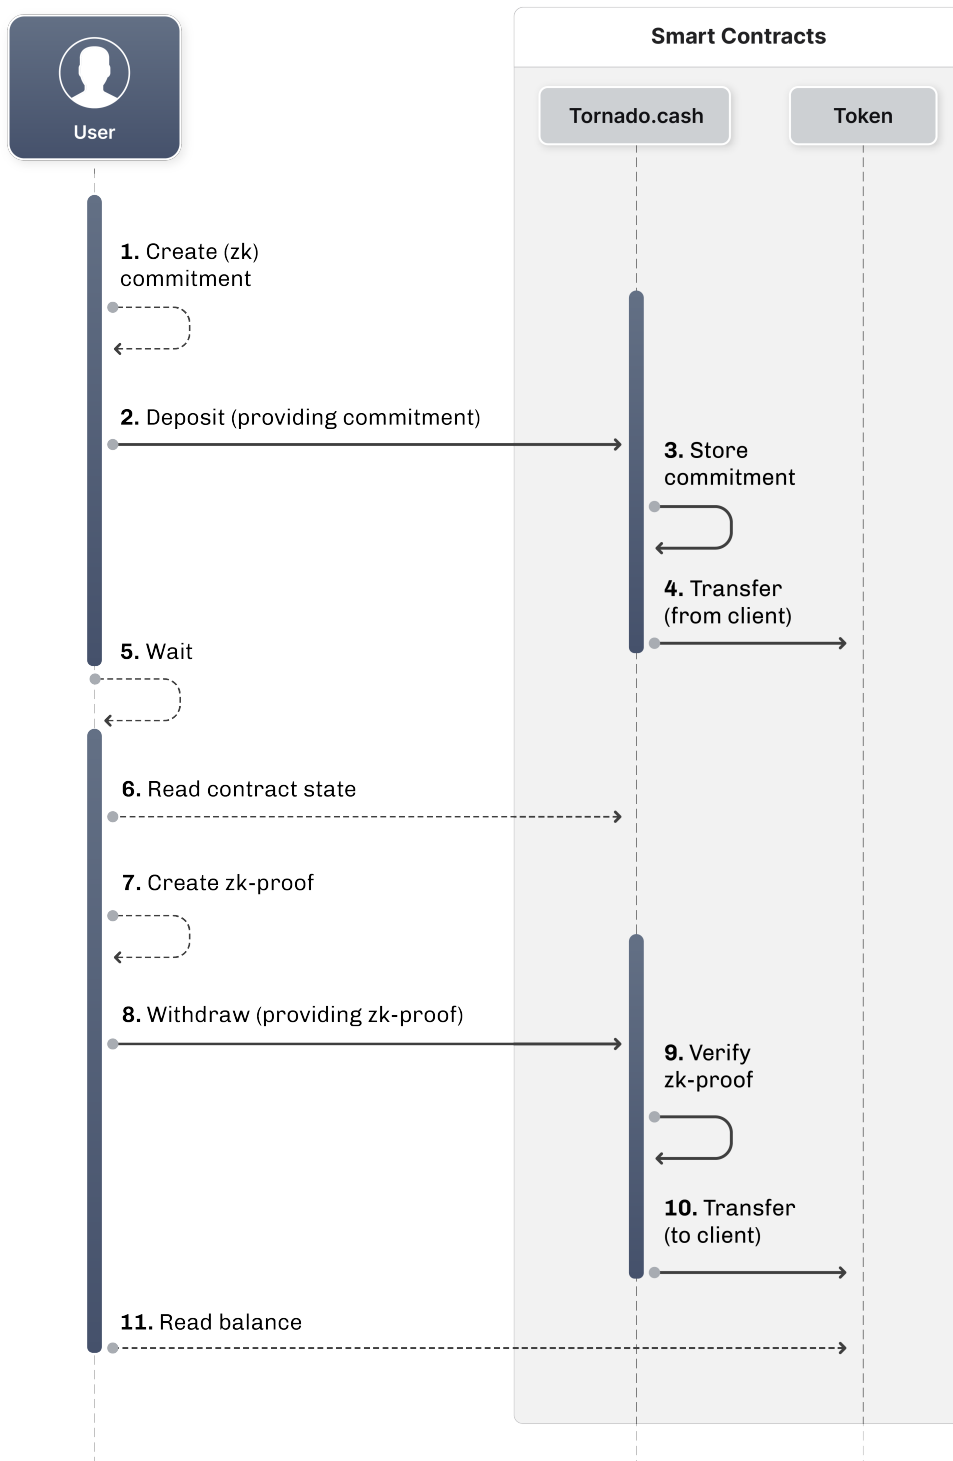 Smart Contracts
User
Tornado.cash
Token
1. Create (zk)
commitment
2. Deposit (providing commitment)
3. Store
commitment
4. Transfer
(from client)
5. Wait
6. Read contract state
7. Create zk-proof
8. Withdraw (providing zk-proof)
9. Verify
zk-proof
10. Transfer
(to client)
11. Read balance